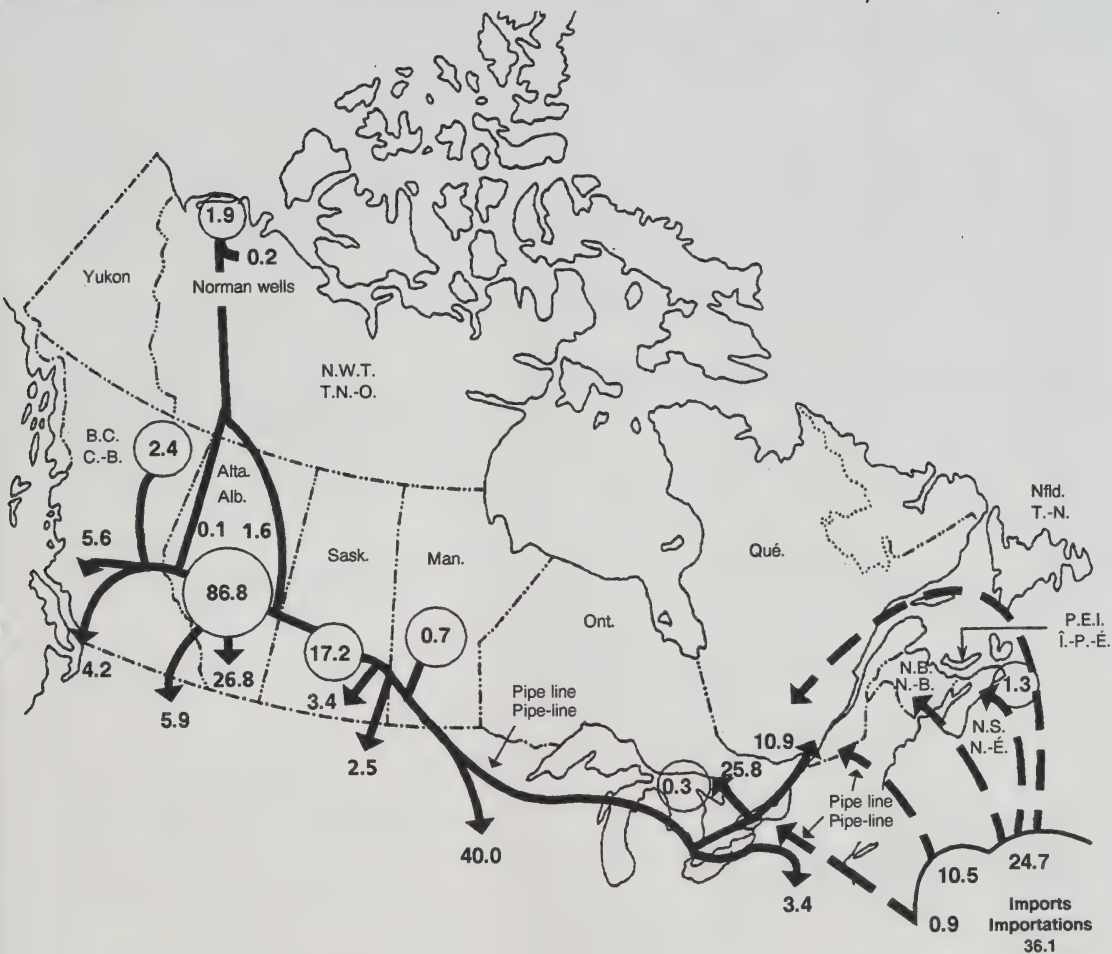 1.9
0.2
Norman wells
Yukon
N.W.T.
T.N.-O.
B.C.
C.-B.
2.4
Alta.
Alb.
0.1 1.6
5.6
86.8
Sask.
Man.
0.7
17.2
4.2
26.8
5.9
3.4
2.5
40.0
Pipe line
Pipe-line
Ont.
Qué.
Nfld.
T.-N.
P.E.I.
Î.-P.-É.
N.B.
N.-B.
1.3
N.S.
N.-É.
10.9
25.8
0.3
Pipe line
Pipe-line
3.4
10.5
24.7
0.9
Imports
Importations
36.1